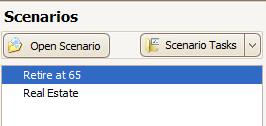 Scenarios
Open Scenario Scenario Tasks
Retire at 65
Real Estate